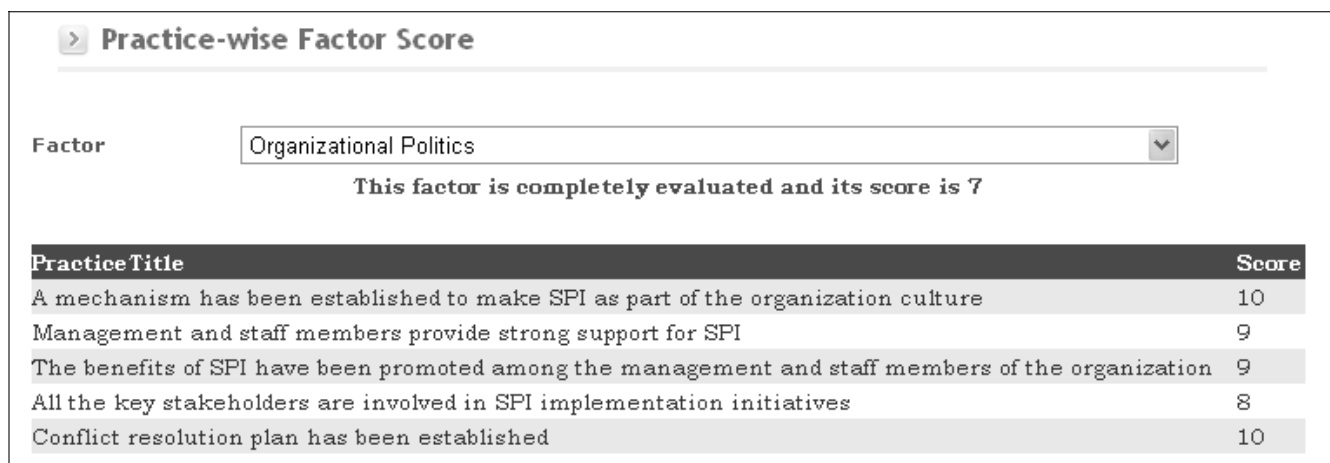 Practice-wise Factor Score
Factor Organizational Politics
This factor is completely evaluated and its score is 7
PracticeTitle Score
A mechanism has been established to make SPI as part of the organization culture 10
Management and staff members provide strong support for SPI 9
The benefits of SPI have been promoted among the management and staff members of the organization 9
All the key stakeholders are involved in SPI implementation initiatives 8
Conflict resolution plan has been established 10